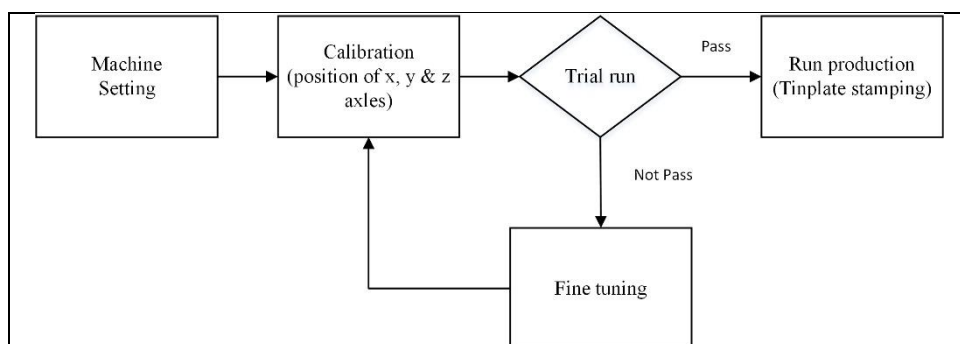 Machine
Setting
Calibration
(position of x, y & z
axles)
Trial run
Pass
Run production
(Tinplate stamping)
Not Pass
Fine tuning